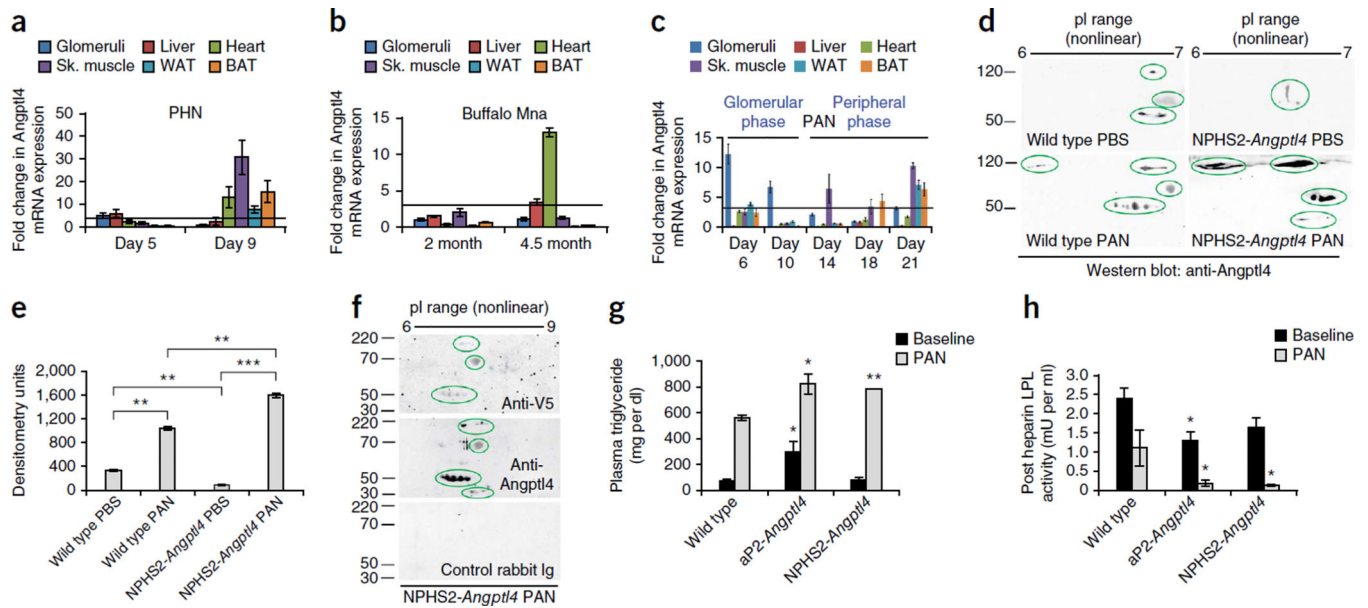 a
Glomeruli Liver Heart
Sk. muscle WAT BAT
PHN
Fold change in Angptl4
mRNA expression
50
40
30
20
10
0
Day 5 Day 9
b
Glomeruli Liver Heart
Sk. muscle WAT BAT
Buffalo Mna
Fold change in Angptl4
mRNA expression
15
12
9
6
3
0
2 month 4.5 month
c
Glomeruli Liver Heart
Sk. muscle WAT BAT
Glomerular
phase
PAN
Peripheral
phase
Fold change in Angptl4
mRNA expression
15
10
5
0
Day Day Day Day Day
6 10 14 18 21
d
pI range
(nonlinear)
6
pI range
(nonlinear)
7
120
50
Wild type PBS NPHS2-Angptl4 PBS
120
50
Wild type PAN NPHS2-Angptl4 PAN
Western blot: anti-Angptl4
e
Densitometry units
2,000
1,600
1,200
800
400
0
**
**
**
***
Wild type PBS
Wild type PAN
NPHS2-Angptl4 PBS
NPHS2-Angptl4 PAN
f
pI range (nonlinear)
6 9
220
70
50
30
Anti-V5
220
70
50
30
Anti-
Angptl4
220
70
50
30
Control rabbit Ig
NPHS2-Angptl4 PAN
g
Baseline
PAN
Plasma triglyceride
(mg per dl)
1,000
800
600
400
200
0
*
*
**
Wild type
aP2-Angptl4
NPHS2-Angptl4
h
Baseline
PAN
Post heparin LPL
activity (mU per ml)
3.0
2.5
2.0
1.5
1.0
0.5
0
*
*
*
Wild type
aP2-Angptl4
NPHS2-Angptl4